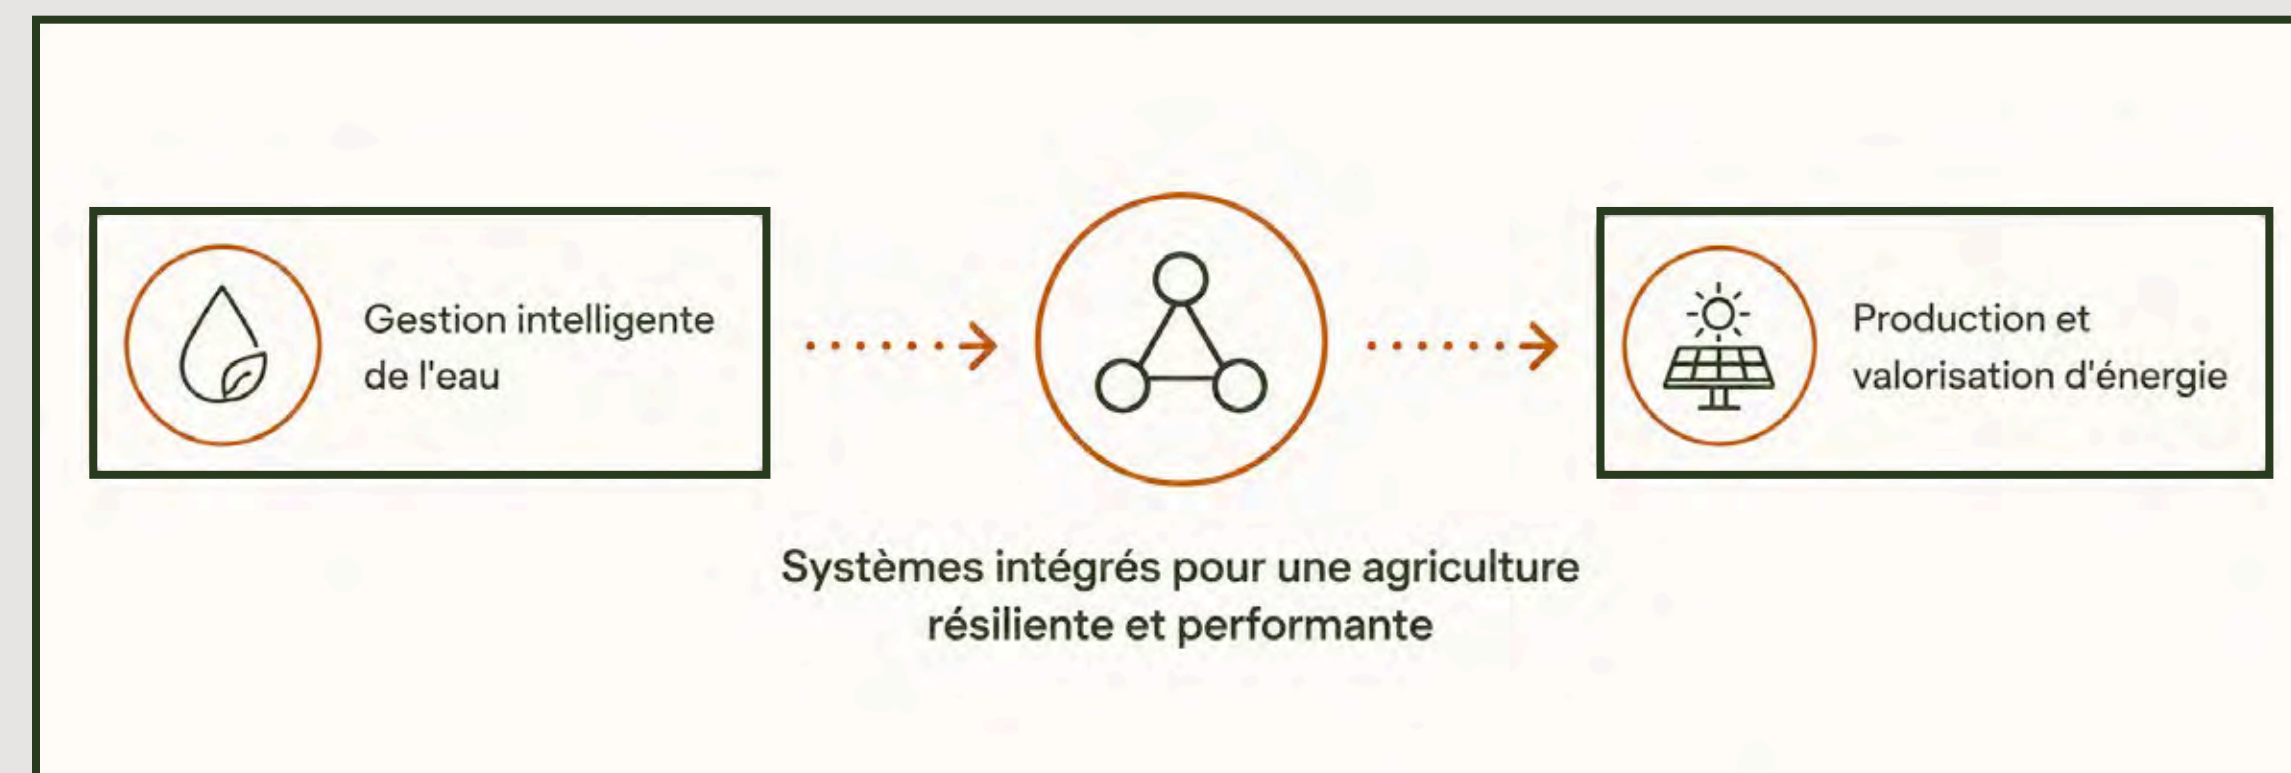 Gestion intelligente
de l'eau
Systèmes intégrés pour une agriculture
résiliente et performante
Production et
valorisation d'énergie